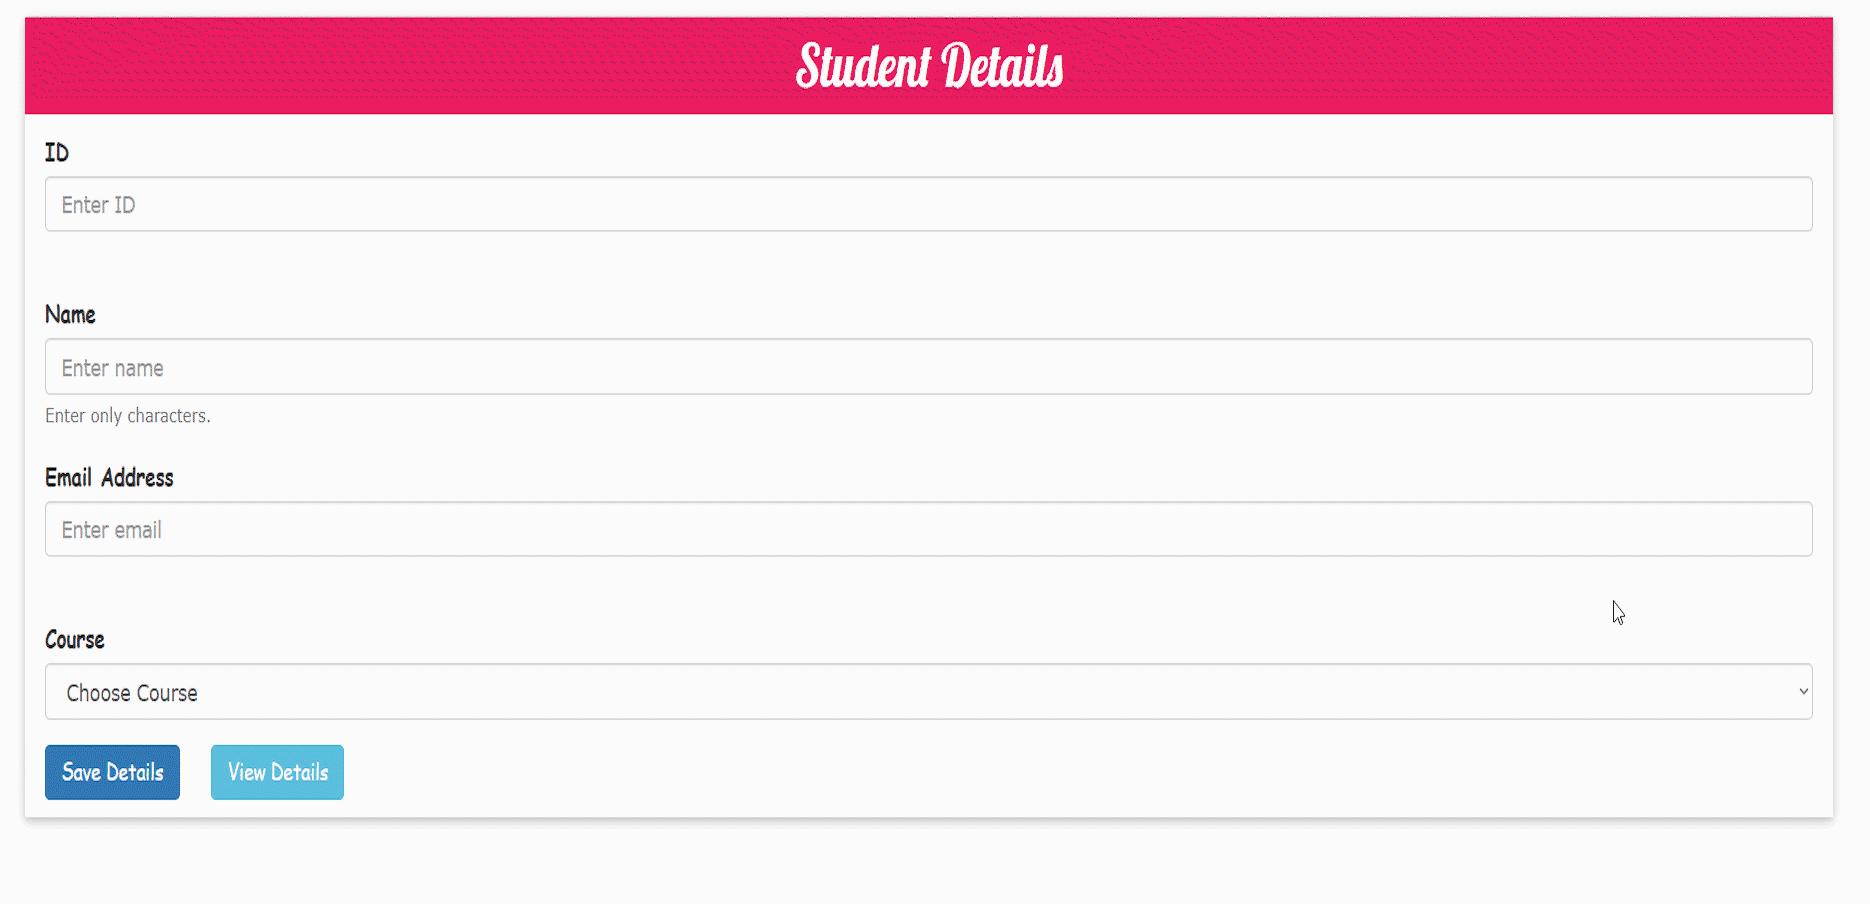 Student Details
ID
Enter ID
Name
Enter name
Enter only characters.
Email Address
Enter email
Course
Choose Course
Save Details View Details